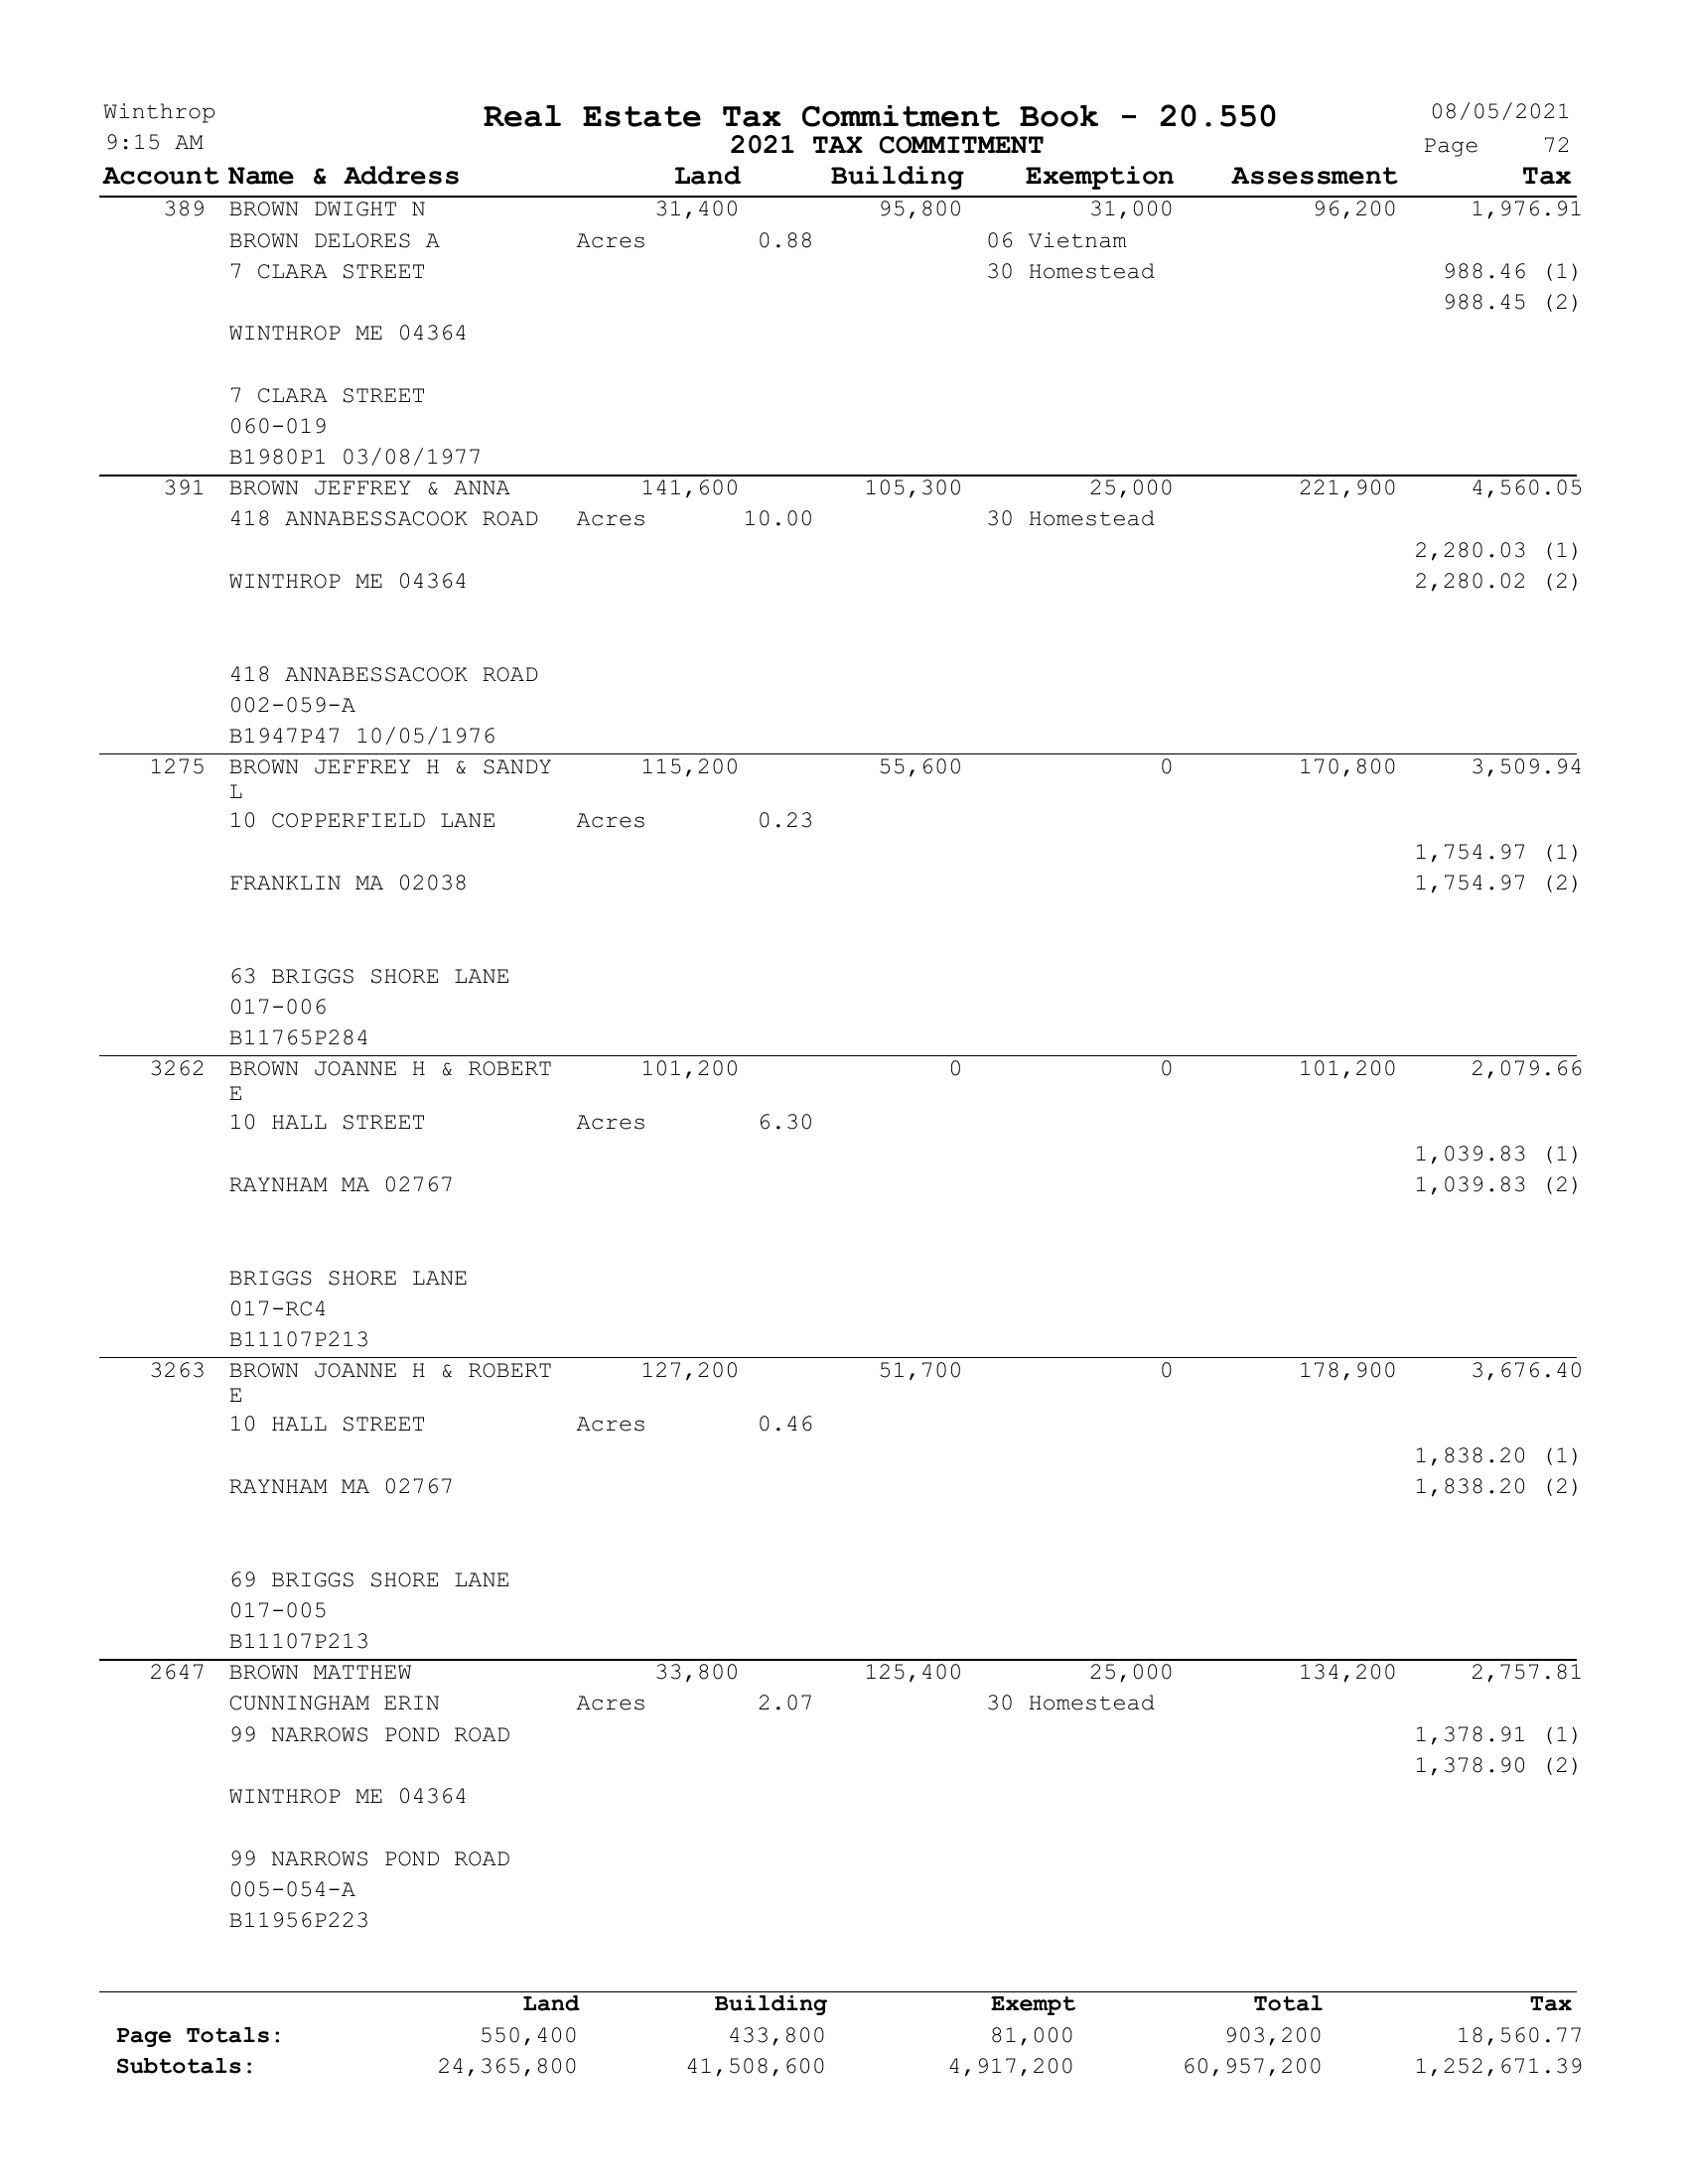 Winthrop Real Estate Tax Commitment Book - 20.550 08/05/2021
9:15 AM 2021 TAX COMMITMENT Page 72
Account Name & Address Land Building Exemption Assessment Tax
389 BROWN DWIGHT N 31,400 95,800 31,000 96,200 1,976.91
BROWN DELORES A Acres 0.88 06 Vietnam
7 CLARA STREET 30 Homestead 988.46 (1)
988.45 (2)
WINTHROP ME 04364
7 CLARA STREET
060-019
B1980P1 03/08/1977
391 BROWN JEFFREY & ANNA 141,600 105,300 25,000 221,900 4,560.05
418 ANNABESSACOOK ROAD Acres 10.00 30 Homestead
2,280.03 (1)
WINTHROP ME 04364 2,280.02 (2)
418 ANNABESSACOOK ROAD
002-059-A
B1947P47 10/05/1976
1275 BROWN JEFFREY H & SANDY 115,200 55,600 0 170,800 3,509.94
L
10 COPPERFIELD LANE Acres 0.23
1,754.97 (1)
FRANKLIN MA 02038 1,754.97 (2)
63 BRIGGS SHORE LANE
017-006
B11765P284
3262 BROWN JOANNE H & ROBERT 101,200 0 0 101,200 2,079.66
E
10 HALL STREET Acres 6.30
1,039.83 (1)
RAYNHAM MA 02767 1,039.83 (2)
BRIGGS SHORE LANE
017-RC4
B11107P213
3263 BROWN JOANNE H & ROBERT 127,200 51,700 0 178,900 3,676.40
E
10 HALL STREET Acres 0.46
1,838.20 (1)
RAYNHAM MA 02767 1,838.20 (2)
69 BRIGGS SHORE LANE
017-005
B11107P213
2647 BROWN MATTHEW 33,800 125,400 25,000 134,200 2,757.81
CUNNINGHAM ERIN Acres 2.07 30 Homestead
99 NARROWS POND ROAD 1,378.91 (1)
1,378.90 (2)
WINTHROP ME 04364
99 NARROWS POND ROAD
005-054-A
B11956P223
Land Building Exempt Total Tax
Page Totals: 550,400 433,800 81,000 903,200 18,560.77
Subtotals: 24,365,800 41,508,600 4,917,200 60,957,200 1,252,671.39